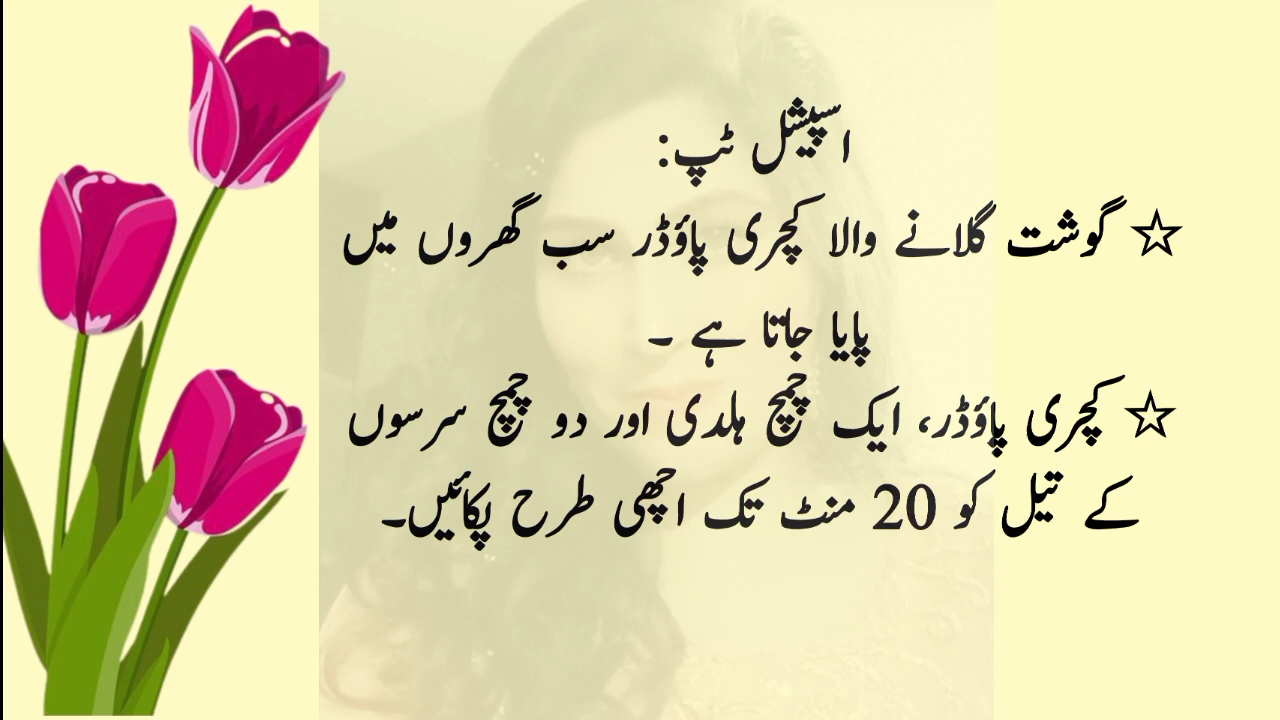 اسپیشل ٹپ:
☆ گوشت گلانے والا کچری پاؤڈر سب گھروں میں
پایا جاتا ہے ۔
☆ کچری پاؤڈر، ایک چمچ ہلدی اور دو چمچ سرسوں
کے تیل کو 20 منٹ تک اچھی طرح پکائیں۔